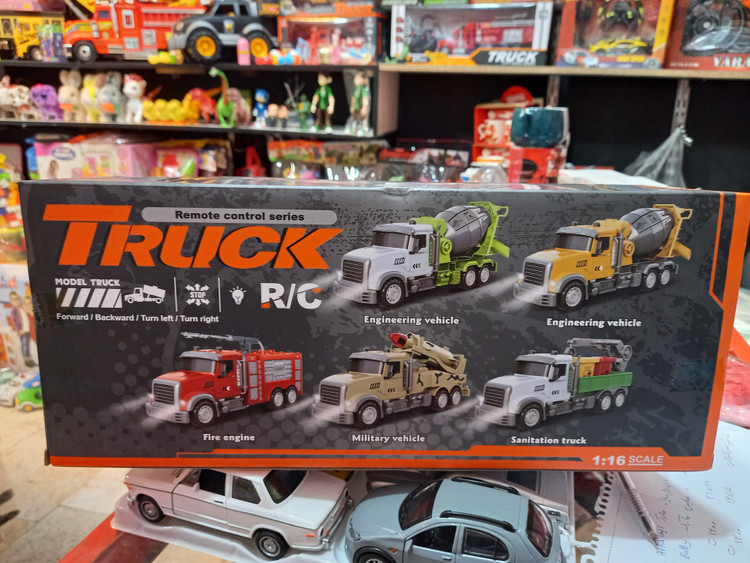 TRUCK
Remote control series
TRUCK
MODEL TRUCK
STOP
R/C
Forward / Backward / Turn left / Turn right
Engineering vehicle
Engineering vehicle
Fire engine
Military vehicle
Sanitation truck
1:16 SCALE